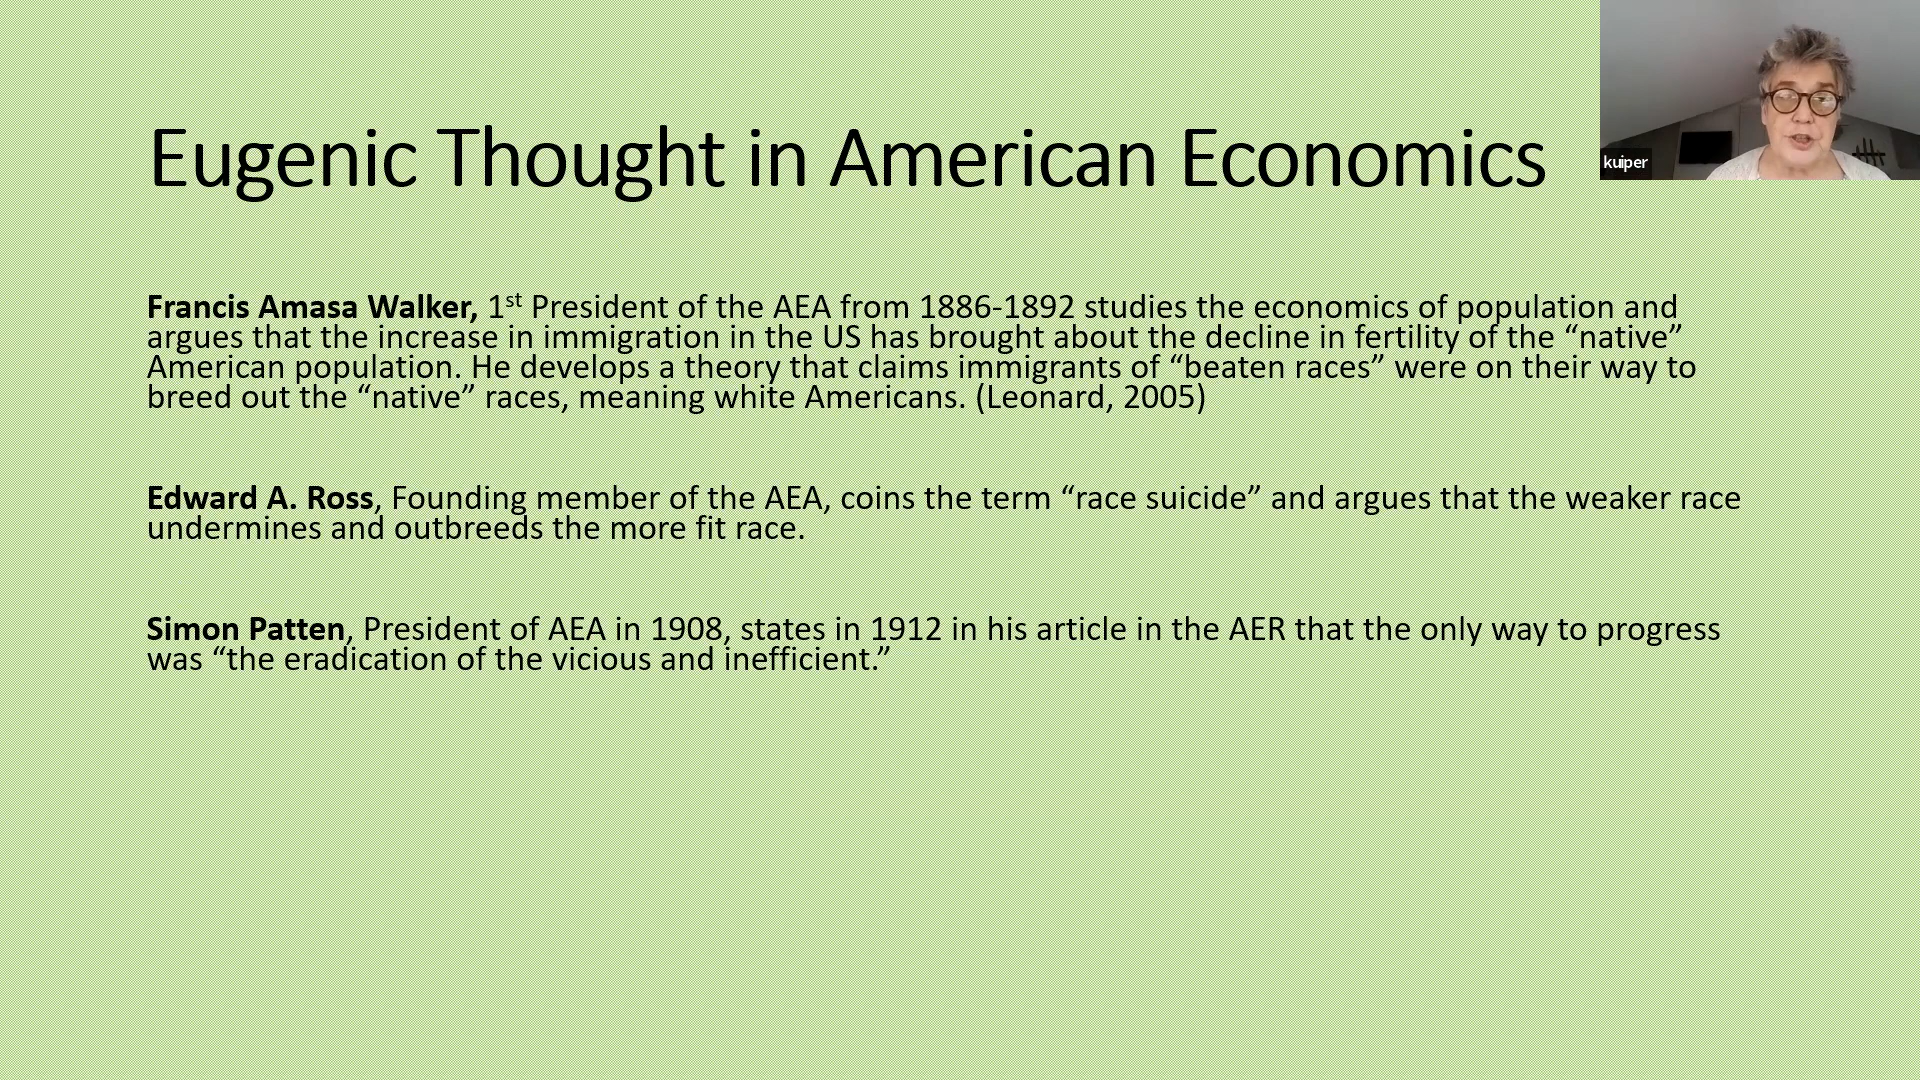 Eugenic Thought in American Economics
kuiper
Francis Amasa Walker, 1st President of the AEA from 1886-1892 studies the economics of population and
argues that the increase in immigration in the US has brought about the decline in fertility of the “native”
American population. He develops a theory that claims immigrants of “beaten races” were on their way to
breed out the “native” races, meaning white Americans. (Leonard, 2005)
Edward A. Ross, Founding member of the AEA, coins the term “race suicide” and argues that the weaker race
undermines and outbreeds the more fit race.
Simon Patten, President of AEA in 1908, states in 1912 in his article in the AER that the only way to progress
was “the eradication of the vicious and inefficient.”